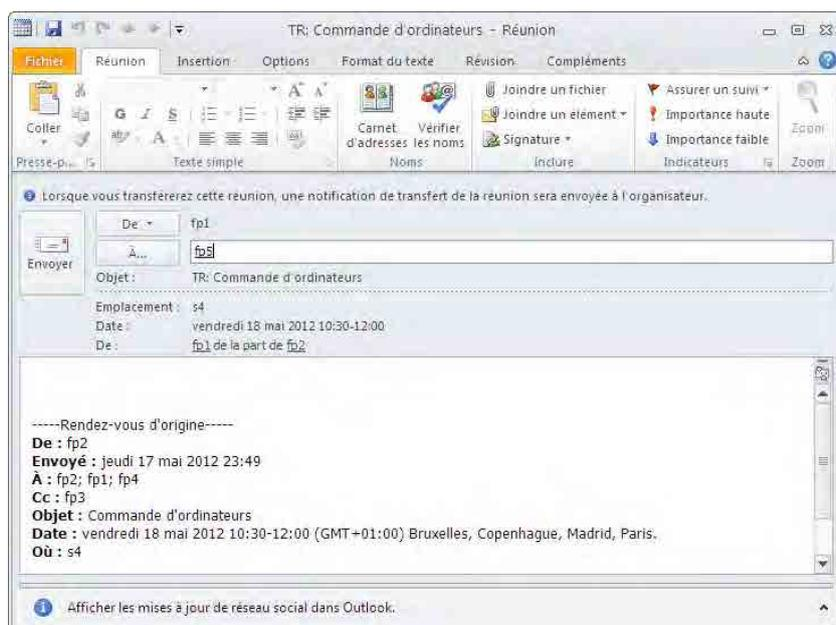 TR: Commande d'ordinateurs - Réunion
Fichier Réunion Insertion Options Format du texte Révision Compléments
Coller
G I S
A A
Carnet d'adresses
Vérifier les noms
Joindre un fichier
Joindre un élément
Signature
Assurer un suivi
Importance haute
Importance faible
Zoom
Presse-p... Texte simple Noms Inclure Indicateurs Zoom
Lorsque vous transférerez cette réunion, une notification de transfert de la réunion sera envoyée à l'organisateur.
Envoyer
De fp1
À... fp5
Objet : TR: Commande d'ordinateurs
Emplacement : s4
Date : vendredi 18 mai 2012 10:30-12:00
De : fp1 de la part de fp2
-----Rendez-vous d'origine-----
De : fp2
Envoyé : jeudi 17 mai 2012 23:49
À : fp2; fp1; fp4
Cc : fp3
Objet : Commande d'ordinateurs
Date : vendredi 18 mai 2012 10:30-12:00 (GMT+01:00) Bruxelles, Copenhague, Madrid, Paris.
Où : s4
Afficher les mises à jour de réseau social dans Outlook.